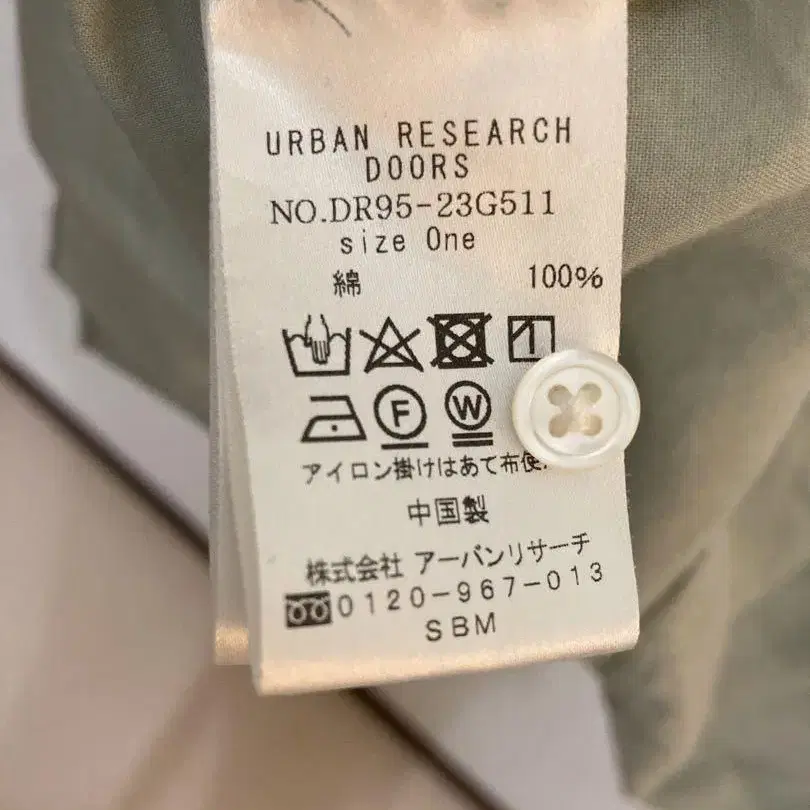 URBAN RESEARCH
DOORS
NO.DR95-23G511
size One
綿 100%
F W
アイロン掛けはあて布使
中国製
株式会社 アーバンリサーチ
0120-967-013
SBM